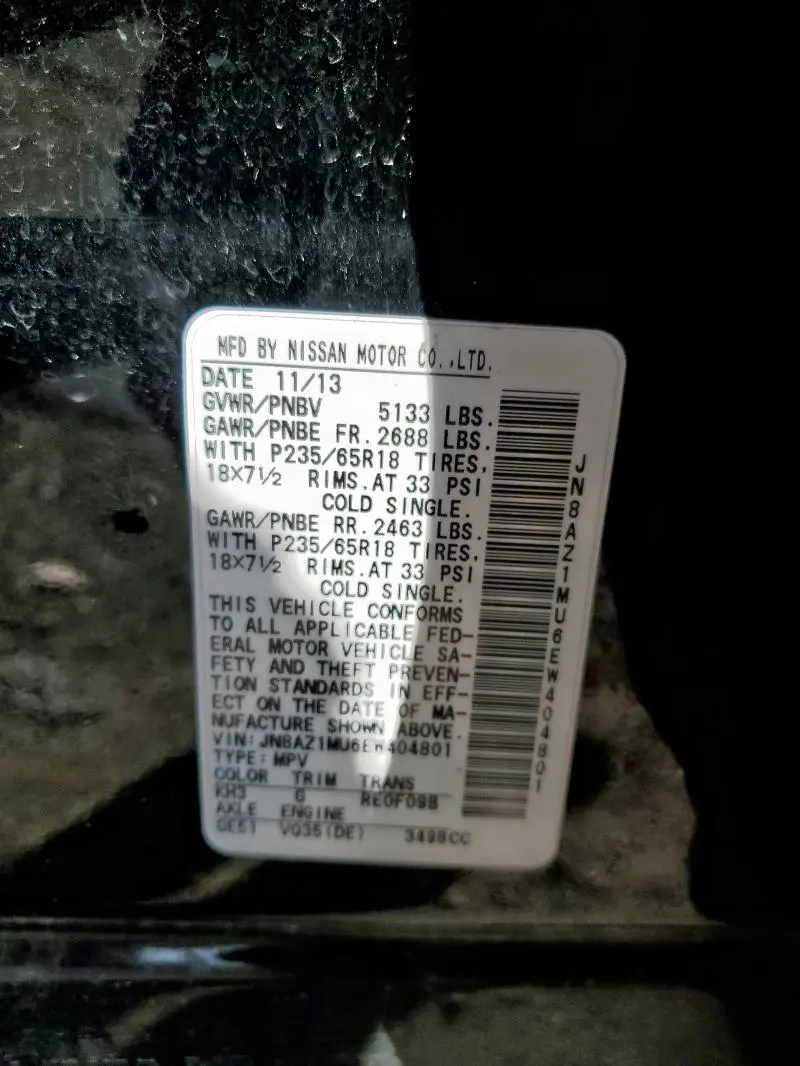 MFD BY NISSAN MOTOR CO.,LTD.
DATE 11/13
GVWR/PNBV 5133 LBS.
GAWR/PNBE FR. 2688 LBS.
WITH P235/65R18 TIRES,
18X7½ RIMS.AT 33 PSI
COLD SINGLE.
GAWR/PNBE RR. 2463 LBS.
WITH P235/65R18 TIRES,
18X7½ RIMS.AT 33 PSI
COLD SINGLE.
THIS VEHICLE CONFORMS
TO ALL APPLICABLE FED-
ERAL MOTOR VEHICLE SA-
FETY AND THEFT PREVEN-
TION STANDARDS IN EFF-
ECT ON THE DATE OF MA-
NUFACTURE SHOWN ABOVE.
VIN: JN8AZ1MU6EW404801
TYPE: MPV
COLOR TRIM TRANS
KH3 G RE0F09B
AXLE ENGINE
GE51 VQ35(DE) 3498CC
JN8AZ1MU6EW404801